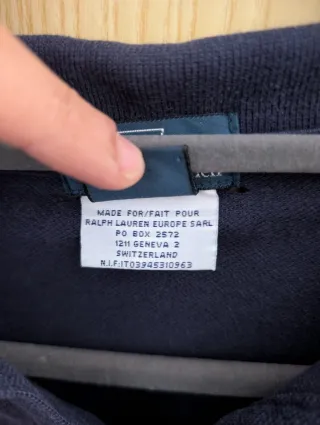 MADE FOR/FAIT POUR
RALPH LAUREN EUROPE SARL
PO BOX 2572
1211 GENEVA 2
SWITZERLAND
N.I.F:IT03945310963